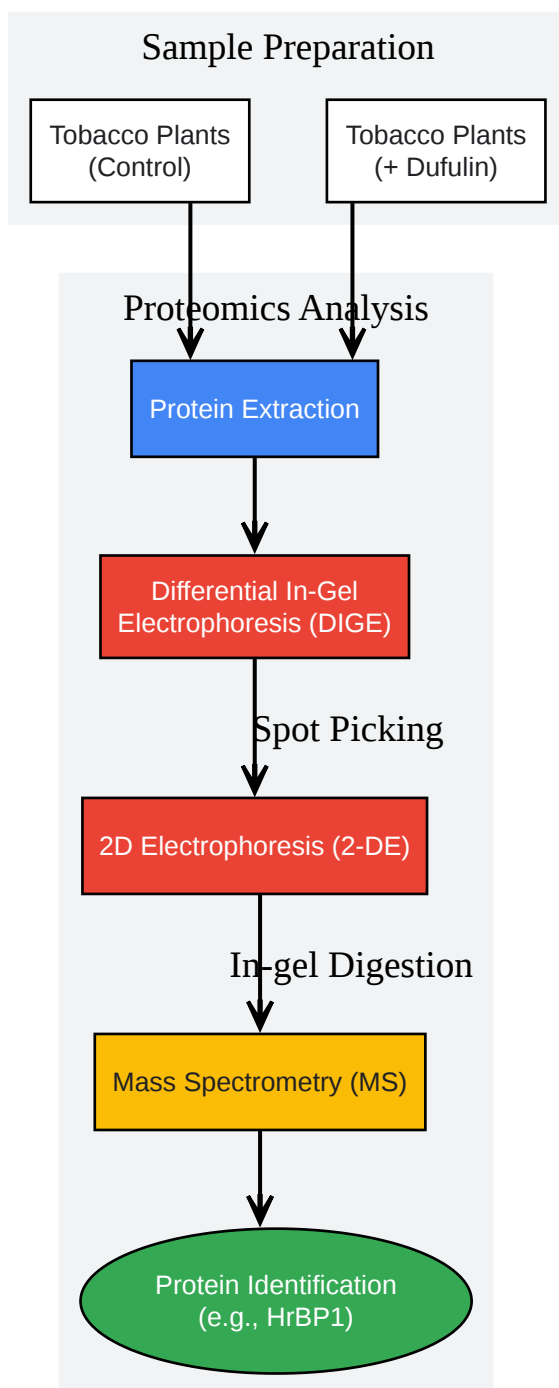 Sample Preparation
Tobacco Plants
(Control)
Tobacco Plants
(+ Dufulin)
Proteomics Analysis
Protein Extraction
Differential In-Gel
Electrophoresis (DIGE)
Spot Picking
2D Electrophoresis (2-DE)
In-gel Digestion
Mass Spectrometry (MS)
Protein Identification
(e.g., HrBP1)